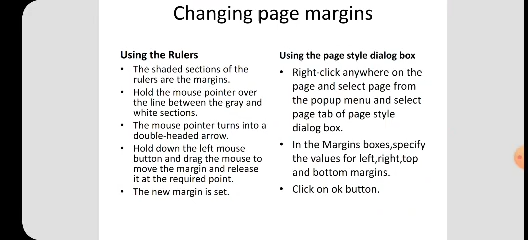 Changing page margins
Using the Rulers
• The shaded sections of the
rulers are the margins.
• Hold the mouse pointer over
the line between the gray and
white sections.
• The mouse pointer turns into a
double-headed arrow.
• Hold down the left mouse
button and drag the mouse to
move the margin and release
it at the required point.
• The new margin is set.
Using the page style dialog box
• Right-click anywhere on the
page and select page from
the popup menu and select
page tab of page style
dialog box.
• In the Margins boxes,specify
the values for left,right,top
and bottom margins.
• Click on ok button.